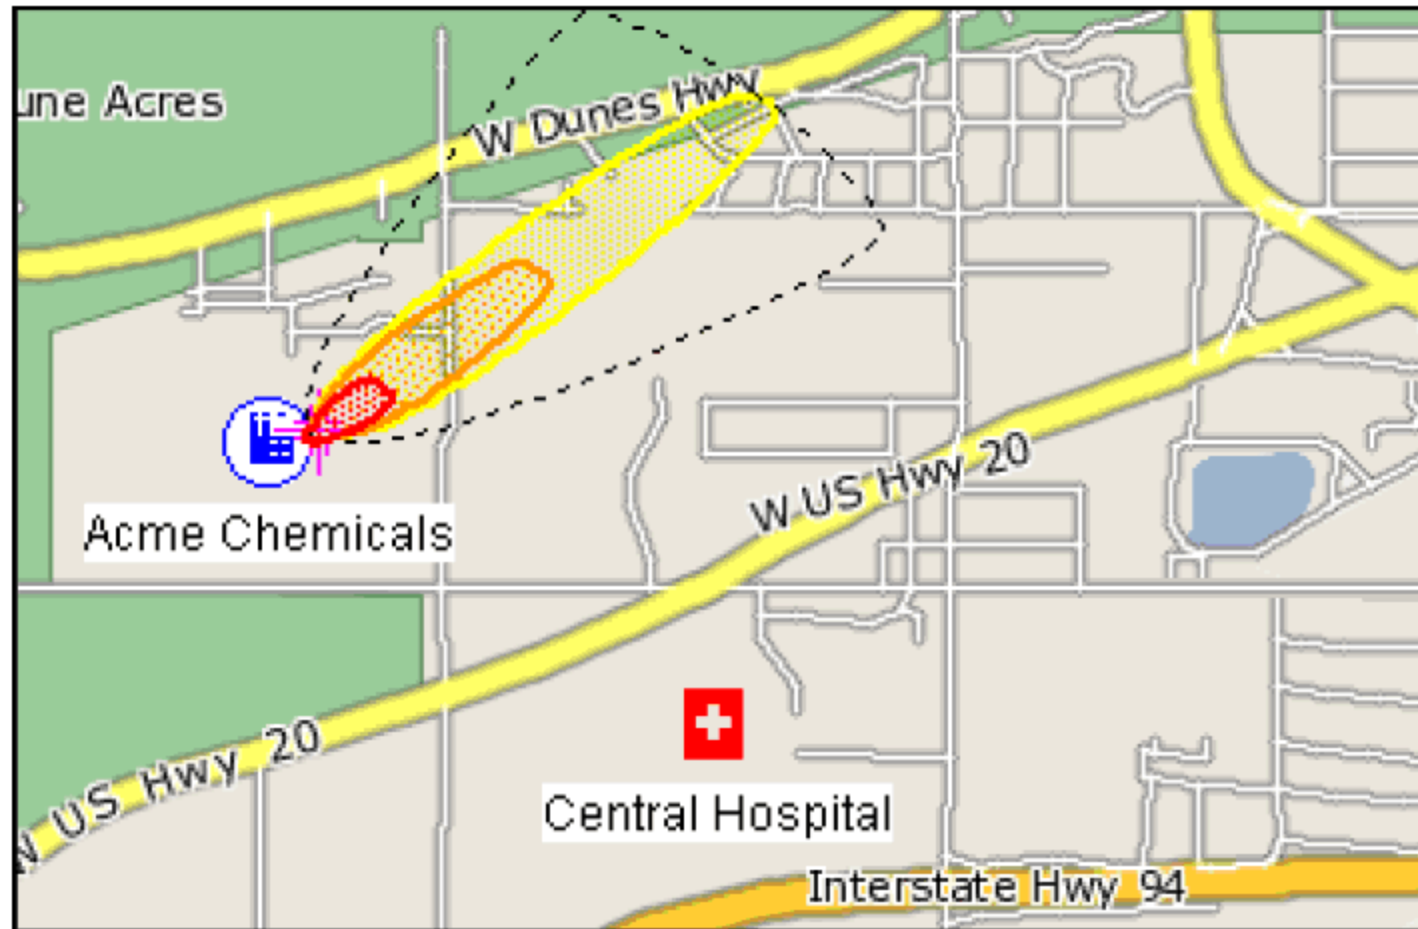 une Acres
W Dunes Hwy
Acme Chemicals
W US Hwy 20
W US Hwy 20
Central Hospital
Interstate Hwy 94